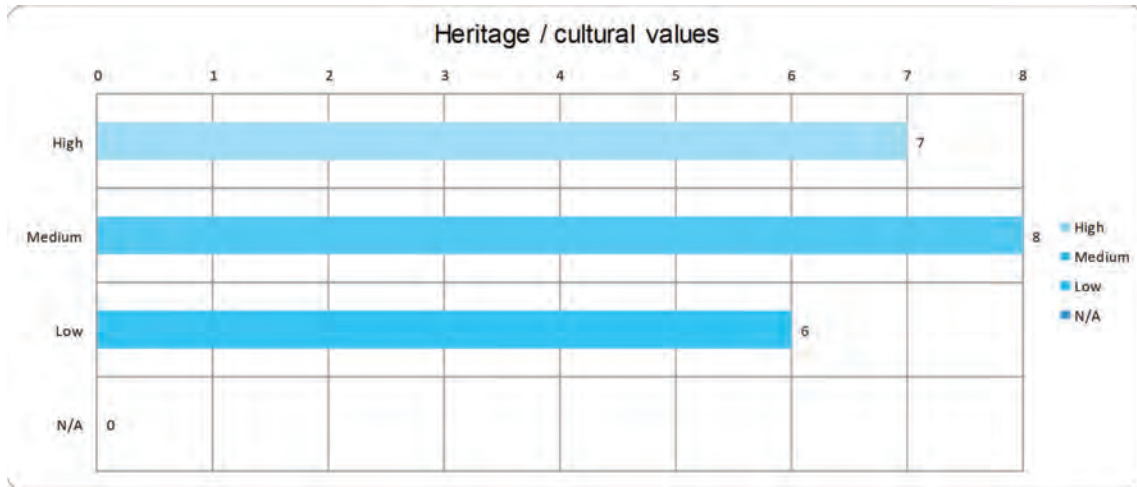 Heritage / cultural values
0 1 2 3 4 5 6 7 8
High 7
Medium 8
Low 6
N/A 0
High
Medium
Low
N/A